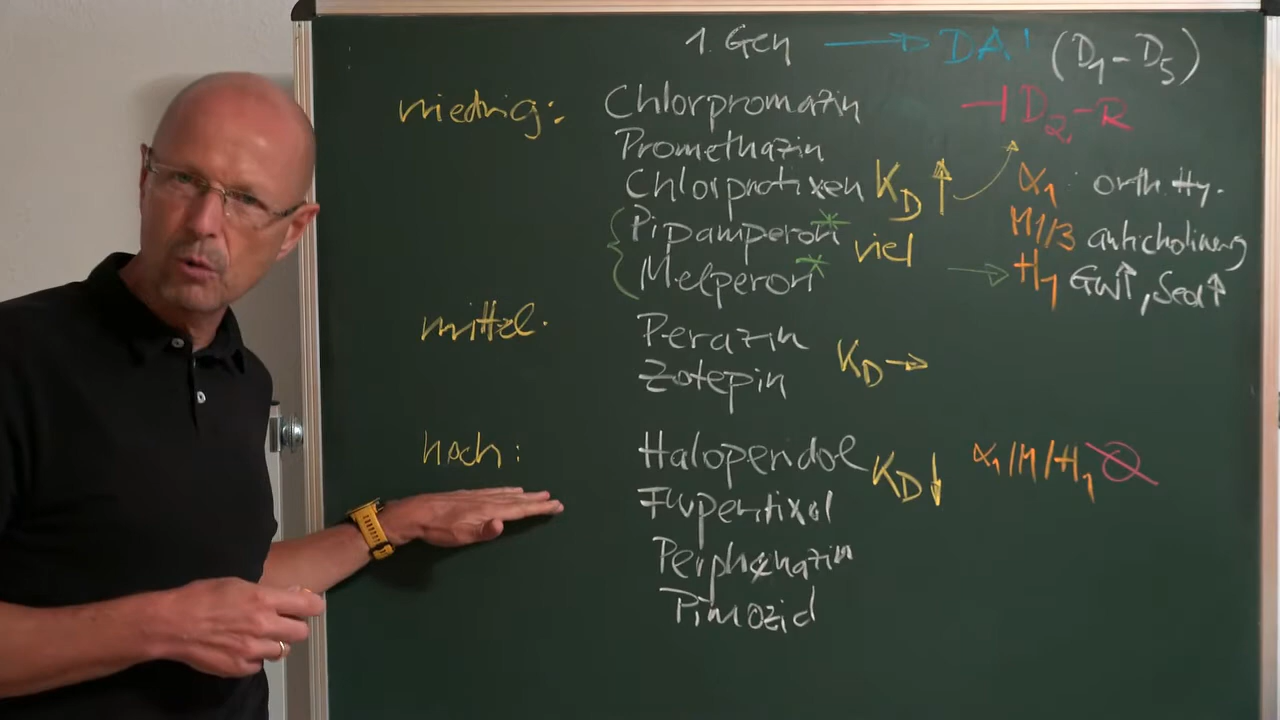 1. Gen → DA! (D₁-D₅)
niedrig: Chlorpromazin ⊣ D₂-R
Promethazin
Chlorprotixen K_D ↑ α₁ : orth. Hy.
Pipamperon* viel M1/3 anticholinerg
Melperon* → H₁ GW↑, Sed↑
mittel. Perazin
Zotepin K_D →
hoch: Haloperidol K_D ↓ α₁/M/H₁ Ø
Flupentixol
Perphenazin
Pimozid